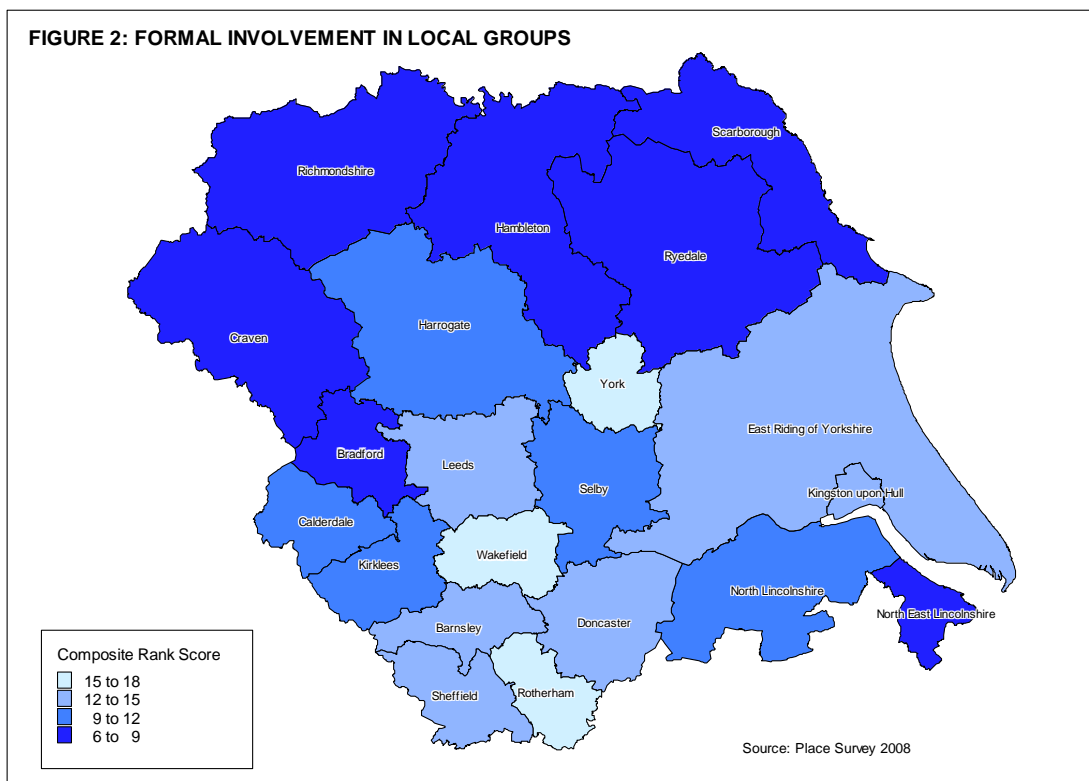 FIGURE 2: FORMAL INVOLVEMENT IN LOCAL GROUPS
Scarborough
Richmondshire
Hambleton
Ryedale
Harrogate
Craven
York
East Riding of Yorkshire
Bradford
Leeds
Selby
Kingston upon Hull
Calderdale
Wakefield
Kirklees
North Lincolnshire
North East Lincolnshire
Barnsley
Doncaster
Sheffield
Rotherham
Composite Rank Score
15 to 18
12 to 15
9 to 12
6 to 9
Source: Place Survey 2008